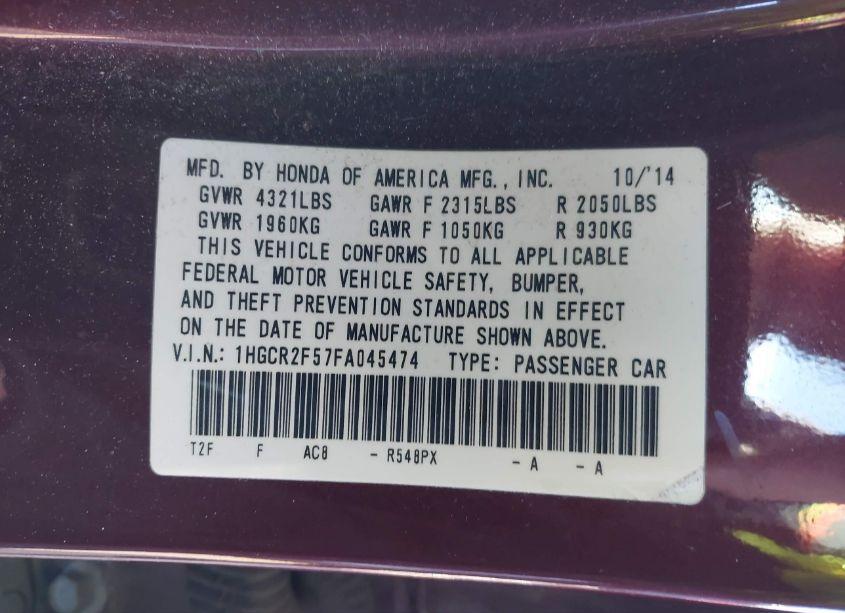 MFD. BY HONDA OF AMERICA MFG., INC. 10/'14
GVWR 4321LBS GAWR F 2315LBS R 2050LBS
GVWR 1960KG GAWR F 1050KG R 930KG
THIS VEHICLE CONFORMS TO ALL APPLICABLE
FEDERAL MOTOR VEHICLE SAFETY, BUMPER,
AND THEFT PREVENTION STANDARDS IN EFFECT
ON THE DATE OF MANUFACTURE SHOWN ABOVE.
V.I.N.: 1HGCR2F57FA045474 TYPE: PASSENGER CAR
T2F F AC8 - R548PX - A - A